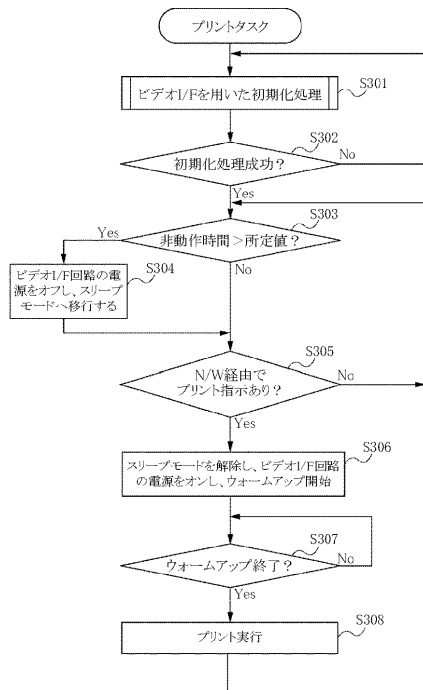 プリントタスク
S301
ビデオI/Fを用いた初期化処理
S302
初期化処理成功？
No
Yes
S303
非動作時間＞所定値？
Yes
No
S304
ビデオI/F回路の電
源をオフし、スリープ
モードへ移行する
S305
N/W経由で
プリント指示あり？
No
Yes
S306
スリープモードを解除し、ビデオI/F回路
の電源をオンし、ウォームアップ開始
S307
ウォームアップ終了？
No
Yes
S308
プリント実行